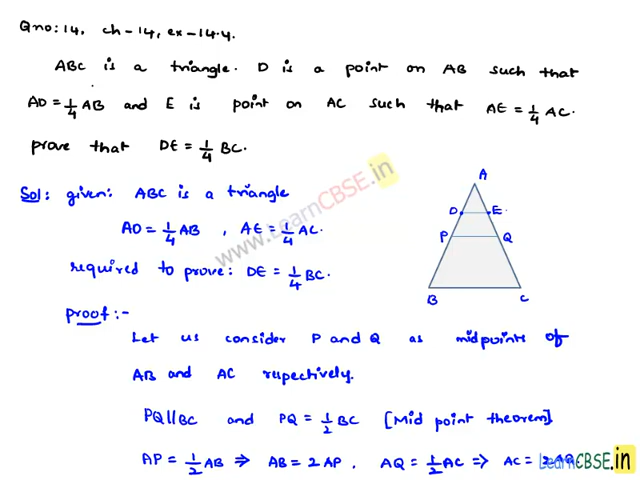 Qno: 14, ch-14, ex-14.4.
ABC is a triangle. D is a point on AB such that
AD = 1/4 AB and E is point on AC such that AE = 1/4 AC.
prove that DE = 1/4 BC.
Sol: given: ABC is a triangle
AD = 1/4 AB, AE = 1/4 AC.
required to prove: DE = 1/4 BC.
A
D E
P Q
B C
proof:-
Let us consider P and Q as midpoints of
AB and AC respectively.
PQ||BC and PQ = 1/2 BC [Mid point theorem]
AP = 1/2 AB ⇒ AB = 2AP, AQ = 1/2 AC ⇒ AC = 2AQ
www.LearnCBSE.in
LearnCBSE.in